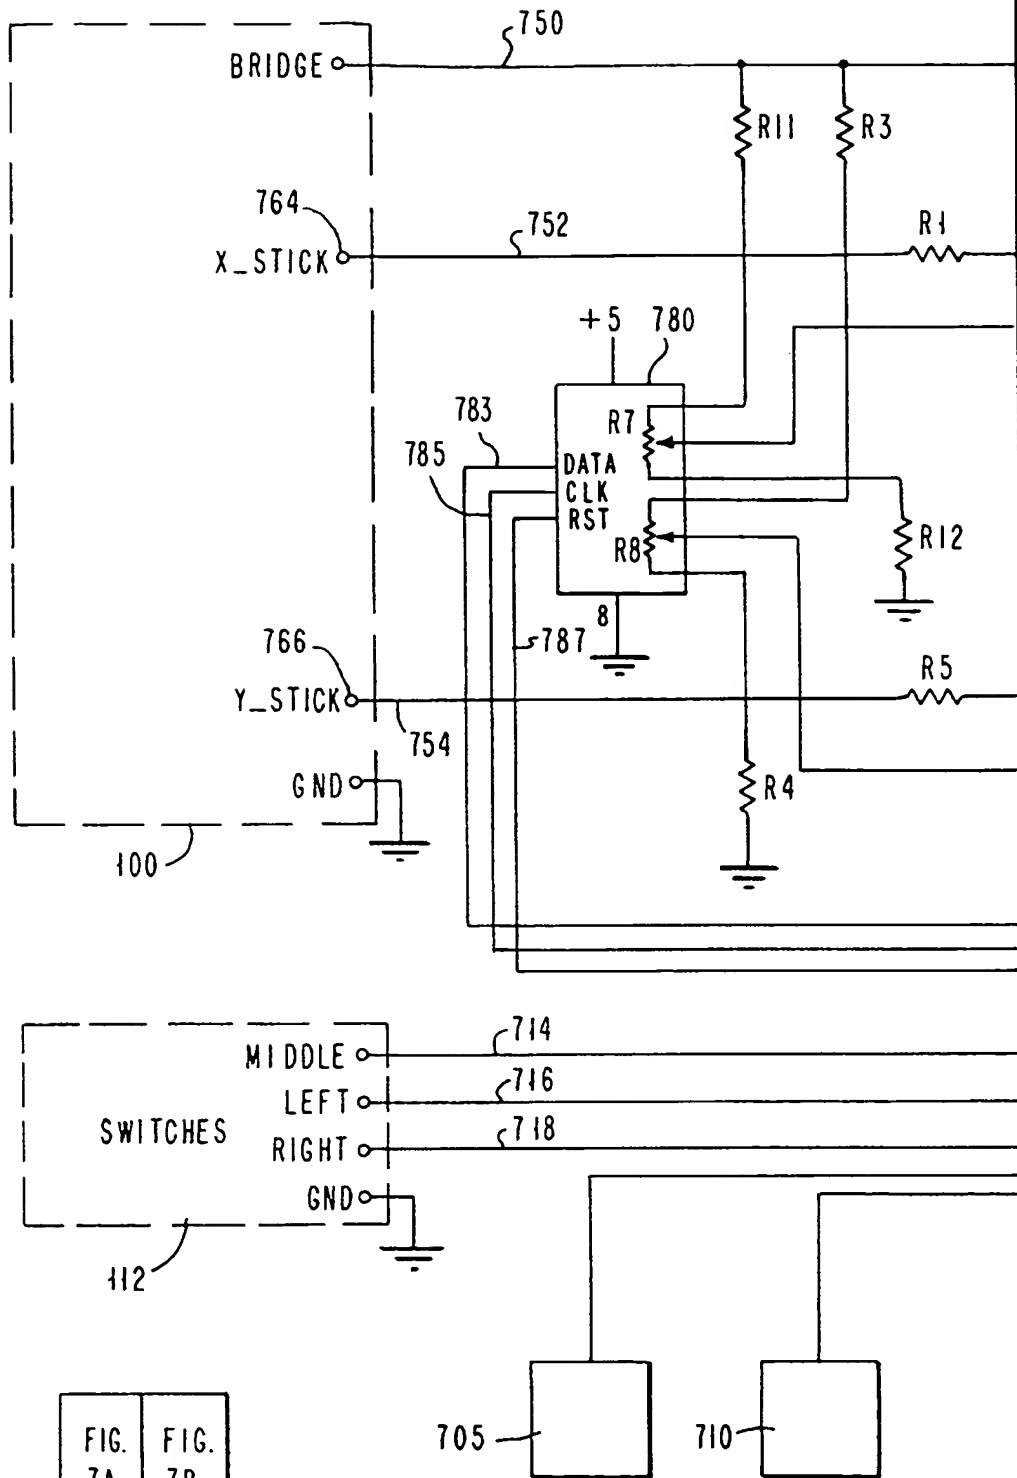 750
BRIDGE
R11
R3
764
752
R1
X_STICK
+5
780
783
R7
785
DATA
CLK
RST
R8
R12
8
787
766
R5
Y_STICK
754
GND
R4
100
714
MIDDLE
716
LEFT
SWITCHES
718
RIGHT
GND
112
FIG. FIG.
7A 7B
705
710